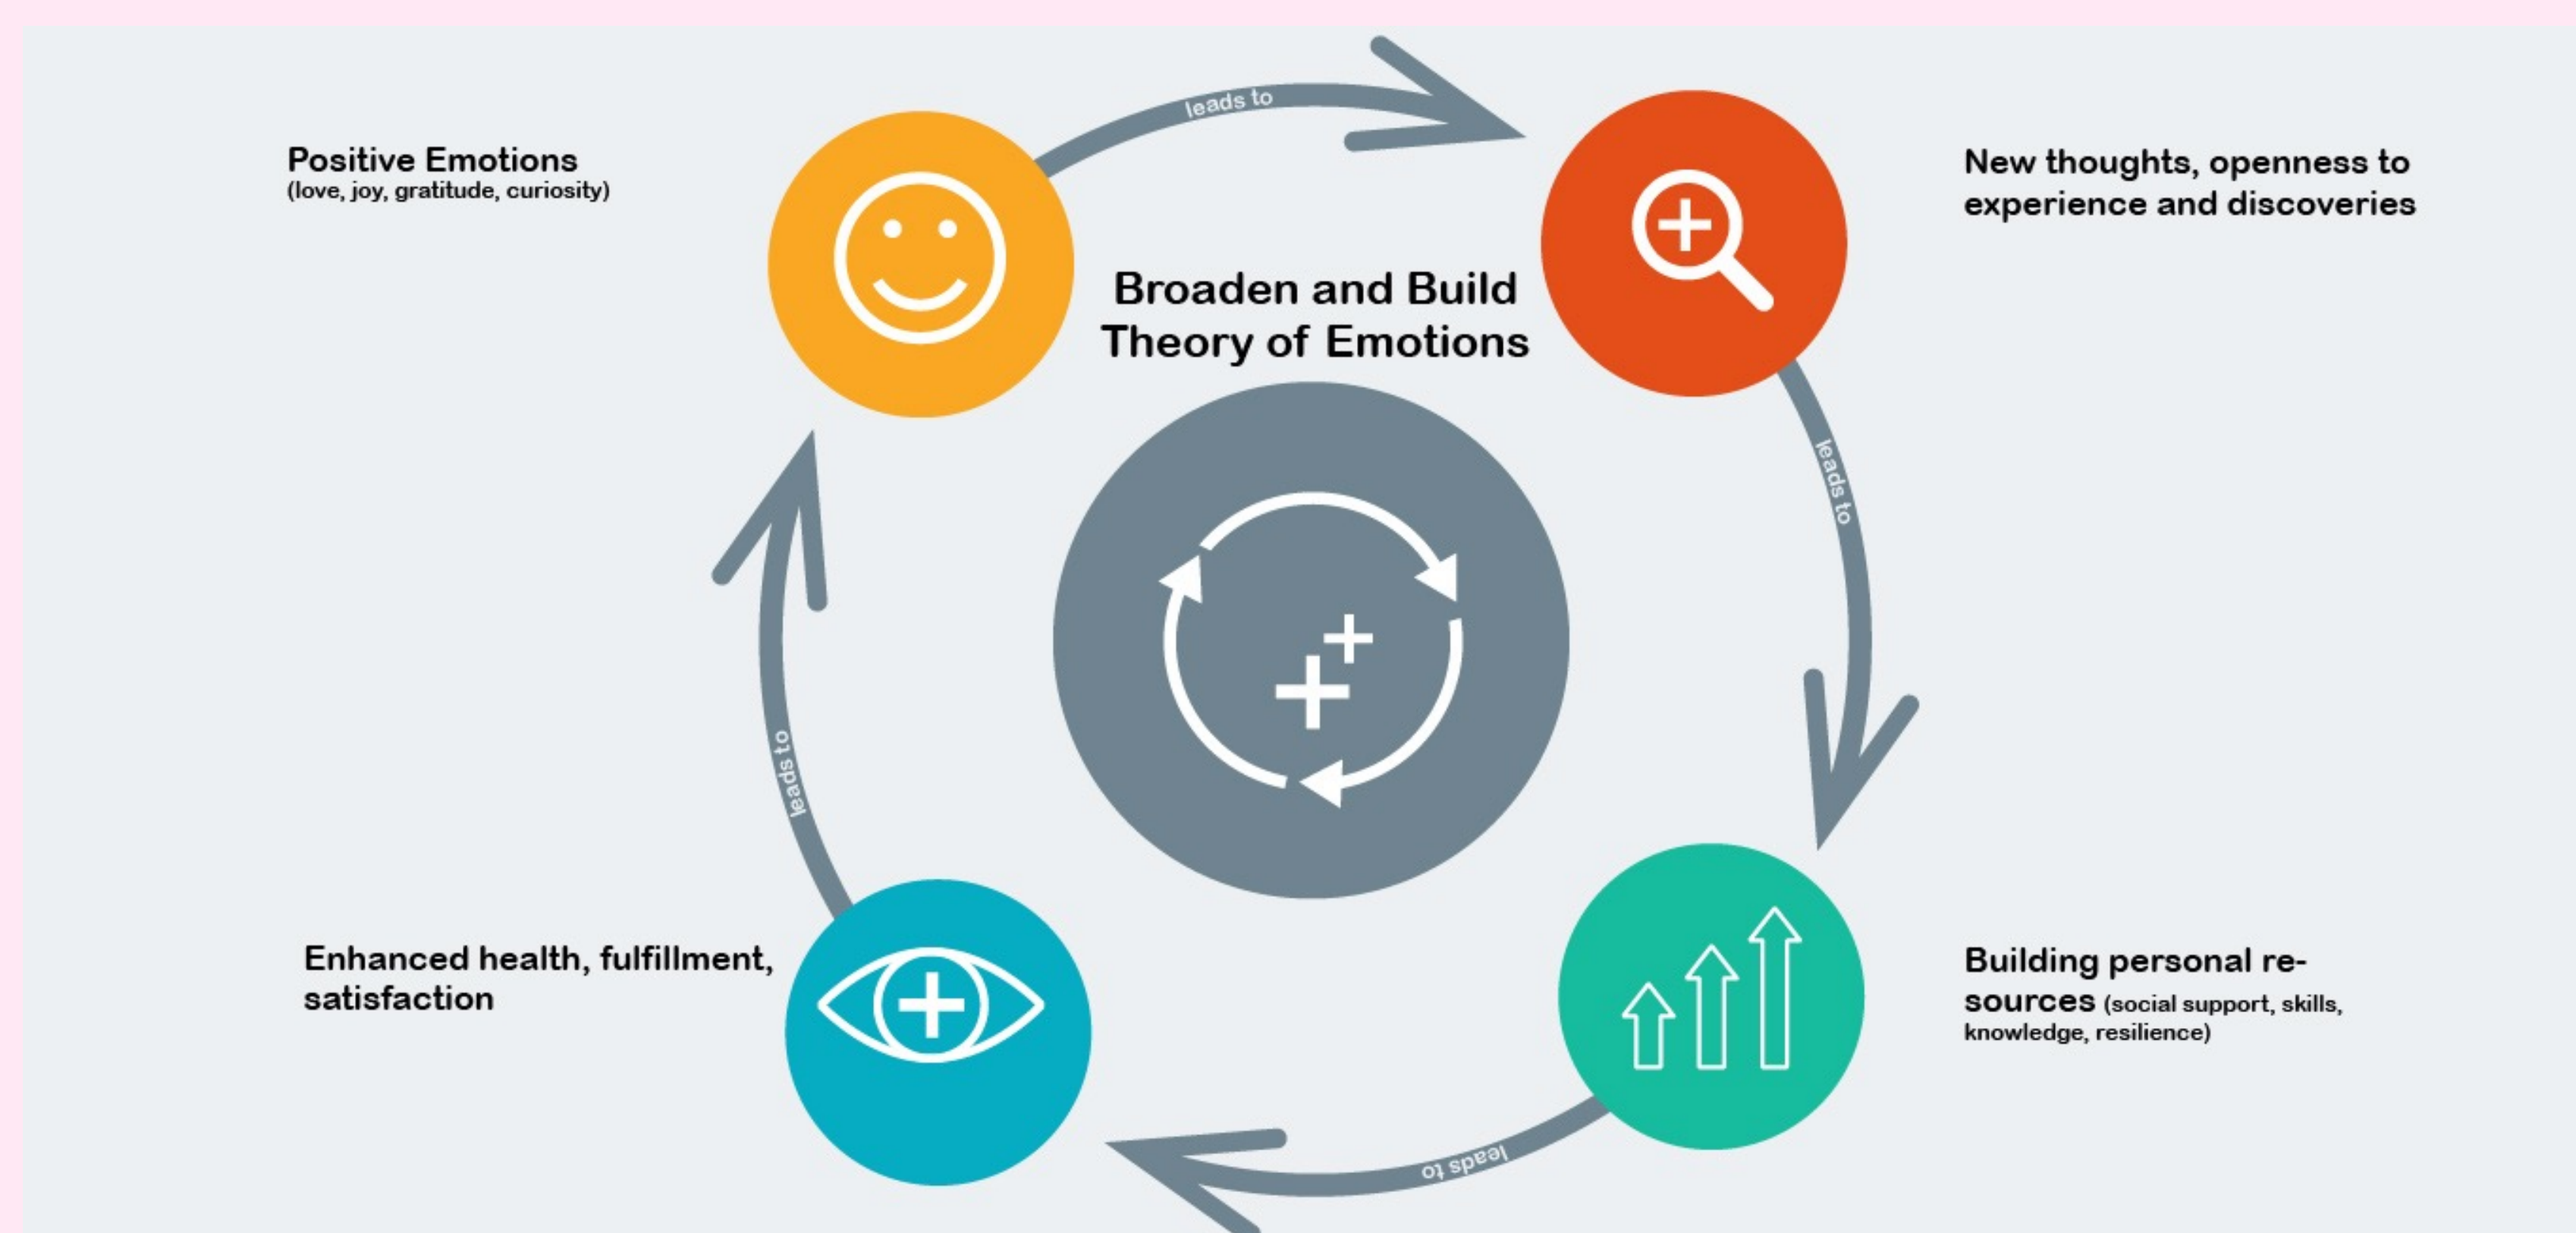 leads to
Positive Emotions
(love, joy, gratitude, curiosity)
New thoughts, openness to
experience and discoveries
Broaden and Build
Theory of Emotions
leads to
leads to
Enhanced health, fulfillment,
satisfaction
Building personal re-
sources (social support, skills,
knowledge, resilience)
leads to